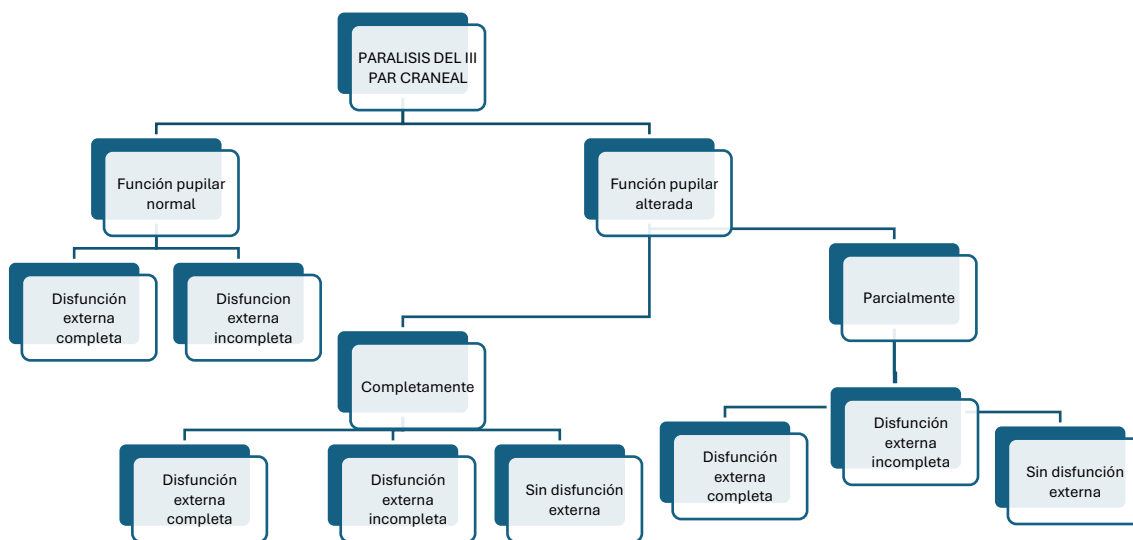 PARALISIS DEL III
PAR CRANEAL
Función pupilar
normal
Función pupilar
alterada
Disfunción
externa
completa
Disfuncion
externa
incompleta
Parcialmente
Completamente
Disfunción
externa
completa
Disfunción
externa
incompleta
Sin disfunción
externa
Disfunción
externa
completa
Disfunción
externa
incompleta
Sin disfunción
externa